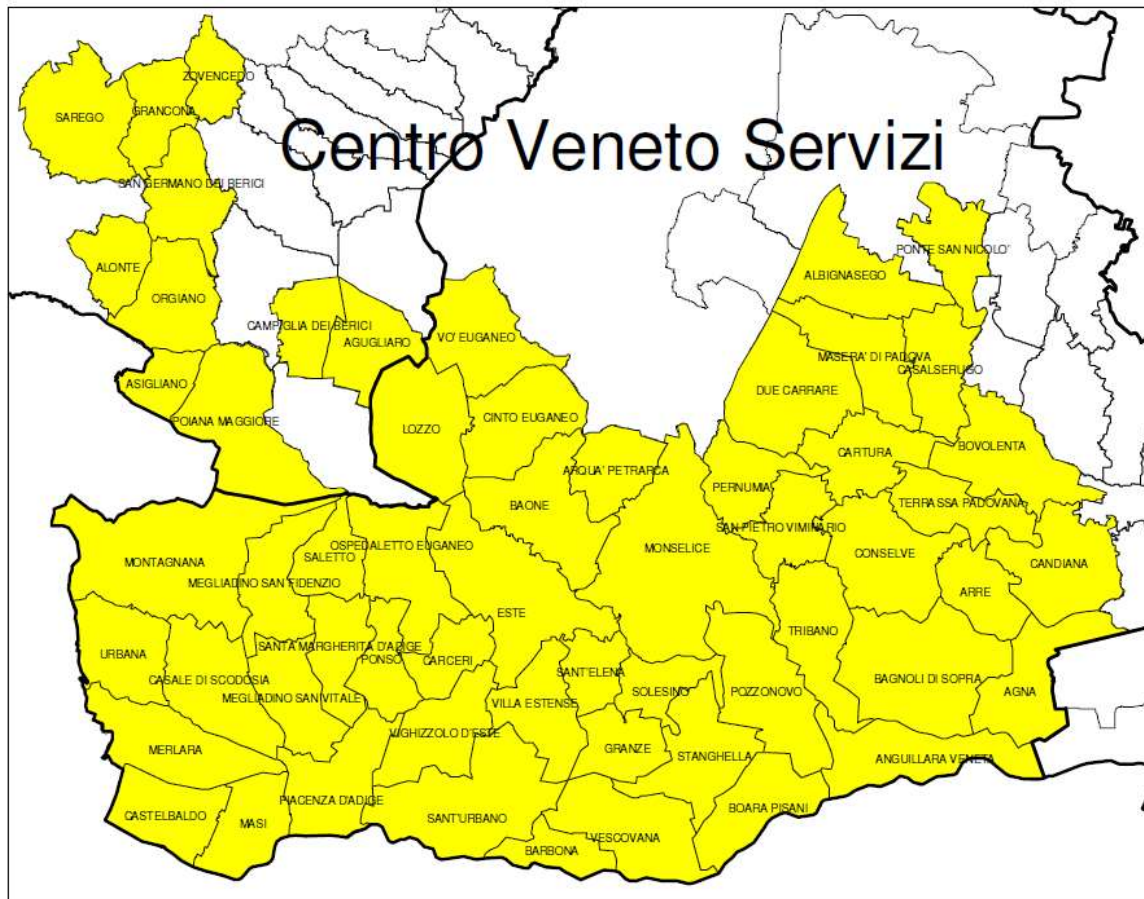 Centro Veneto Servizi
ZOVENCEDO
SAREGO
GRANCONA
SAN GERMANO DEI BERICI
ALONTE
ORGIANO
CAMPIGLIA DEI BERICI
AGUGLIARO
ASIGLIANO
POIANA MAGGIORE
PONTE SAN NICOLO'
ALBIGNASEGO
VO' EUGANEO
MASERA' DI PADOVA
CASALSERUGO
DUE CARRARE
LOZZO
CINTO EUGANEO
BOVOLENTA
CARTURA
ARQUA' PETRARCA
PERNUMIA
BAONE
TERRASSA PADOVANA
SAN PIETRO VIMINARIO
OSPEDALETTO EUGANEO
MONSELICE
CONSELVE
SALETTO
MONTAGNANA
CANDIANA
MEGLIADINO SAN FIDENZIO
ARRE
ESTE
TRIBANO
SANTA MARGHERITA D'ADIGE
URBANA
PONSO
CARCERI
SANT'ELENA
CASALE DI SCODOSIA
BAGNOLI DI SOPRA
SOLESINO
POZZONOVO
AGNA
MEGLIADINO SAN VITALE
VILLA ESTENSE
VIGHIZZOLO D'ESTE
MERLARA
GRANZE
STANGHELLA
ANGUILLARA VENETA
PIACENZA D'ADIGE
BOARA PISANI
CASTELBALDO
MASI
SANT'URBANO
VESCOVANA
BARBONA